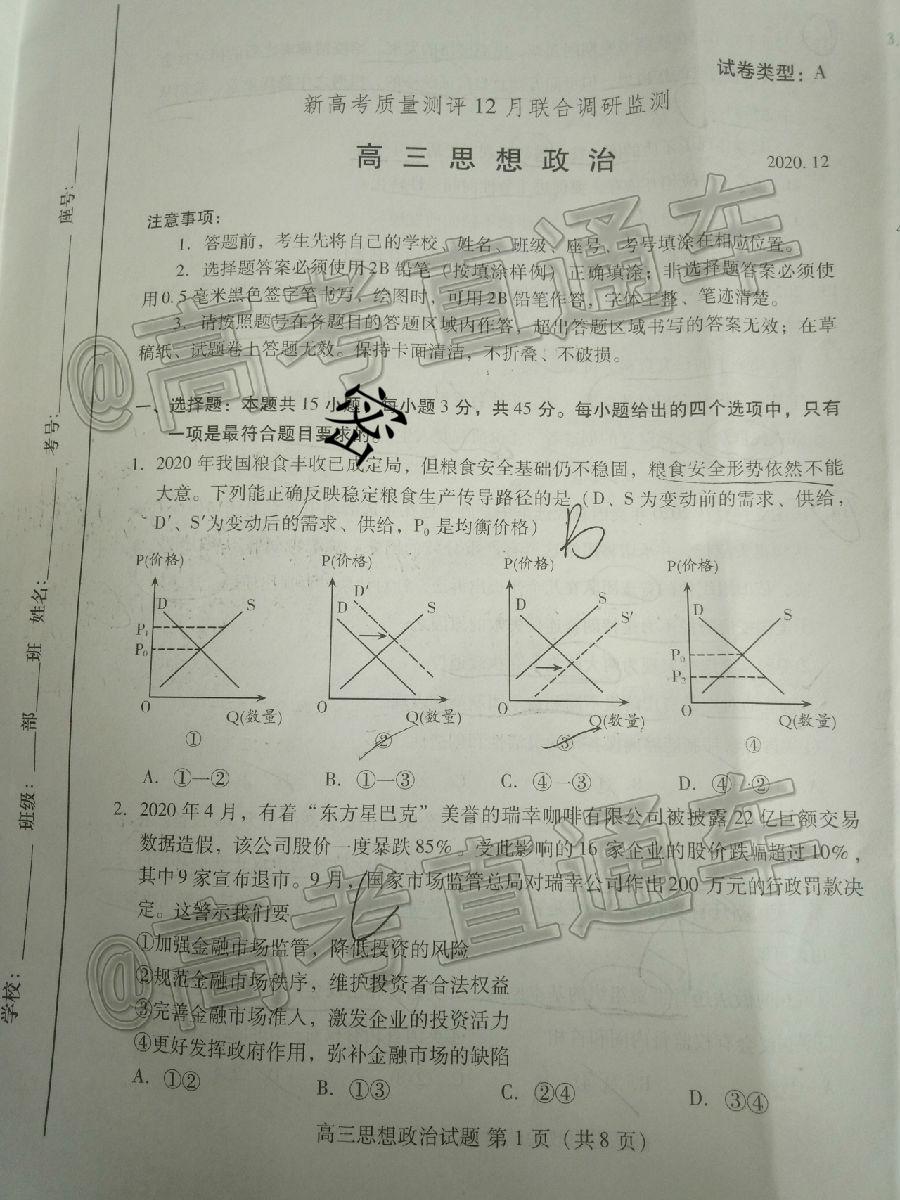 试卷类型：A
新高考质量测评12月联合调研监测
高三思想政治
2020.12
注意事项：
1. 答题前，考生先将自己的学校、姓名、班级、座号、考号填涂在相应位置。
2. 选择题答案必须使用2B铅笔（按填涂样例）正确填涂；非选择题答案必须使
用0.5毫米黑色签字笔书写，绘图时，可用2B铅笔作答，字体工整、笔迹清楚。
3. 请按照题号在各题目的答题区域内作答，超出答题区域书写的答案无效；在草
稿纸、试题卷上答题无效。保持卡面清洁，不折叠、不破损。
一、选择题：本题共15小题，每小题3分，共45分。每小题给出的四个选项中，只有
一项是最符合题目要求的。
密
1. 2020年我国粮食丰收已成定局，但粮食安全基础仍不稳固，粮食安全形势依然不能
大意。下列能正确反映稳定粮食生产传导路径的是（D、S为变动前的需求、供给，
D′、S′为变动后的需求、供给，P₀是均衡价格）
B
P(价格) D S P₁ P₀ O Q(数量) ①
P(价格) D D′ S O Q(数量) ②
P(价格) D S S′ O Q(数量) ③
P(价格) D S P₀ P₂ O Q(数量) ④
A. ①—② B. ①—③ C. ④—③ D. ④—②
2. 2020年4月，有着“东方星巴克”美誉的瑞幸咖啡有限公司被披露22亿巨额交易
数据造假，该公司股价一度暴跌85%。受此影响的16家企业的股价跌幅超过10%，
其中9家宣布退市。9月，国家市场监管总局对瑞幸公司作出200万元的行政罚款决
定。这警示我们要
C
①加强金融市场监管，降低投资的风险
②规范金融市场秩序，维护投资者合法权益
③完善金融市场准入，激发企业的投资活力
④更好发挥政府作用，弥补金融市场的缺陷
A. ①② B. ①③ C. ②④ D. ③④
高三思想政治试题 第1页（共8页）
学校： 班级： 部 班 姓名： 考号： 座号：
@高考直通车
@高考直通车